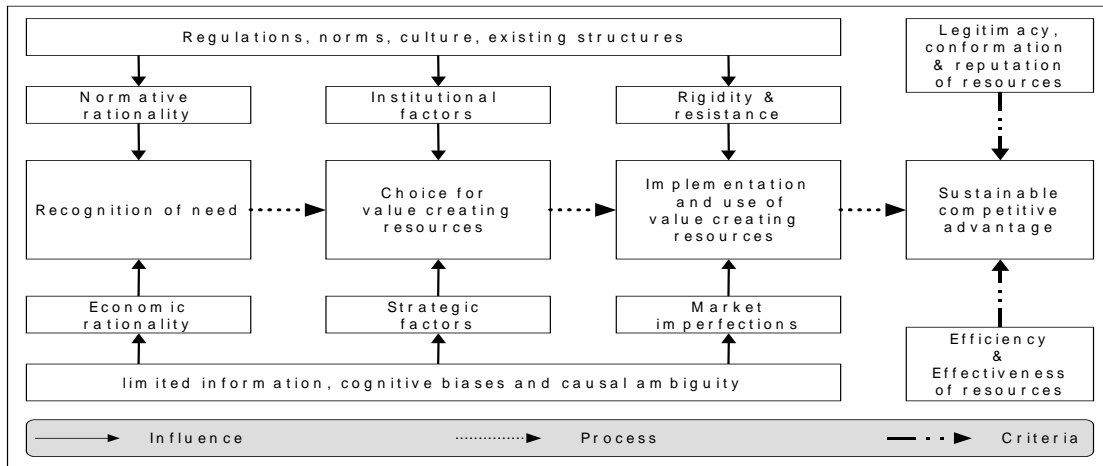 Regulations, norms, culture, existing structures
Legitimacy,
conformation
& reputation
of resources
Normative
rationality
Institutional
factors
Rigidity &
resistance
Recognition of need
Choice for
value creating
resources
Implementation
and use of
value creating
resources
Sustainable
competitive
advantage
Economic
rationality
Strategic
factors
Market
imperfections
Efficiency
&
Effectiveness
of resources
limited information, cognitive biases and causal ambiguity
Influence
Process
Criteria